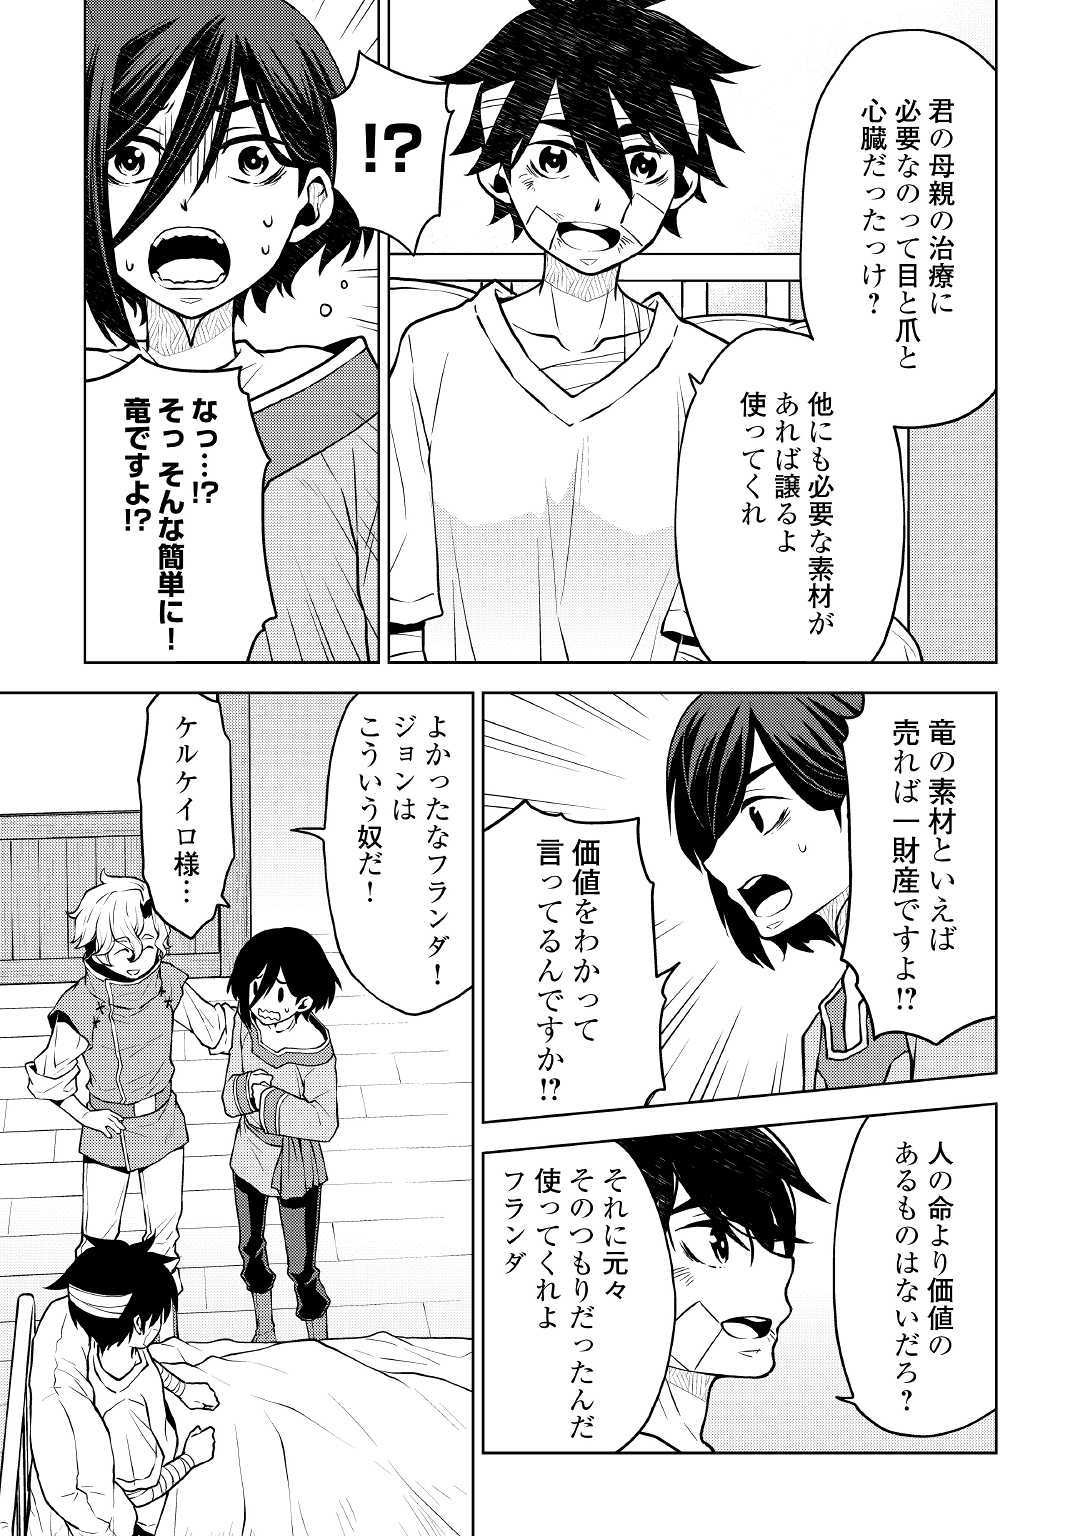 君の母親の治療に
必要なのって目と爪と
心臓だったっけ?
他にも必要な素材が
あれば譲るよ
使ってくれ
!?
なっ…!?
そっ そんな簡単に!
竜ですよ!?
竜の素材といえば
売れば一財産ですよ!?
価値をわかって
言ってるんですか!?
人の命より価値の
あるものはないだろ?
それに元々
そのつもりだったんだ
使ってくれよ
フランダ
よかったなフランダ!
ジョンは
こういう奴だ!
ケルケイロ様…